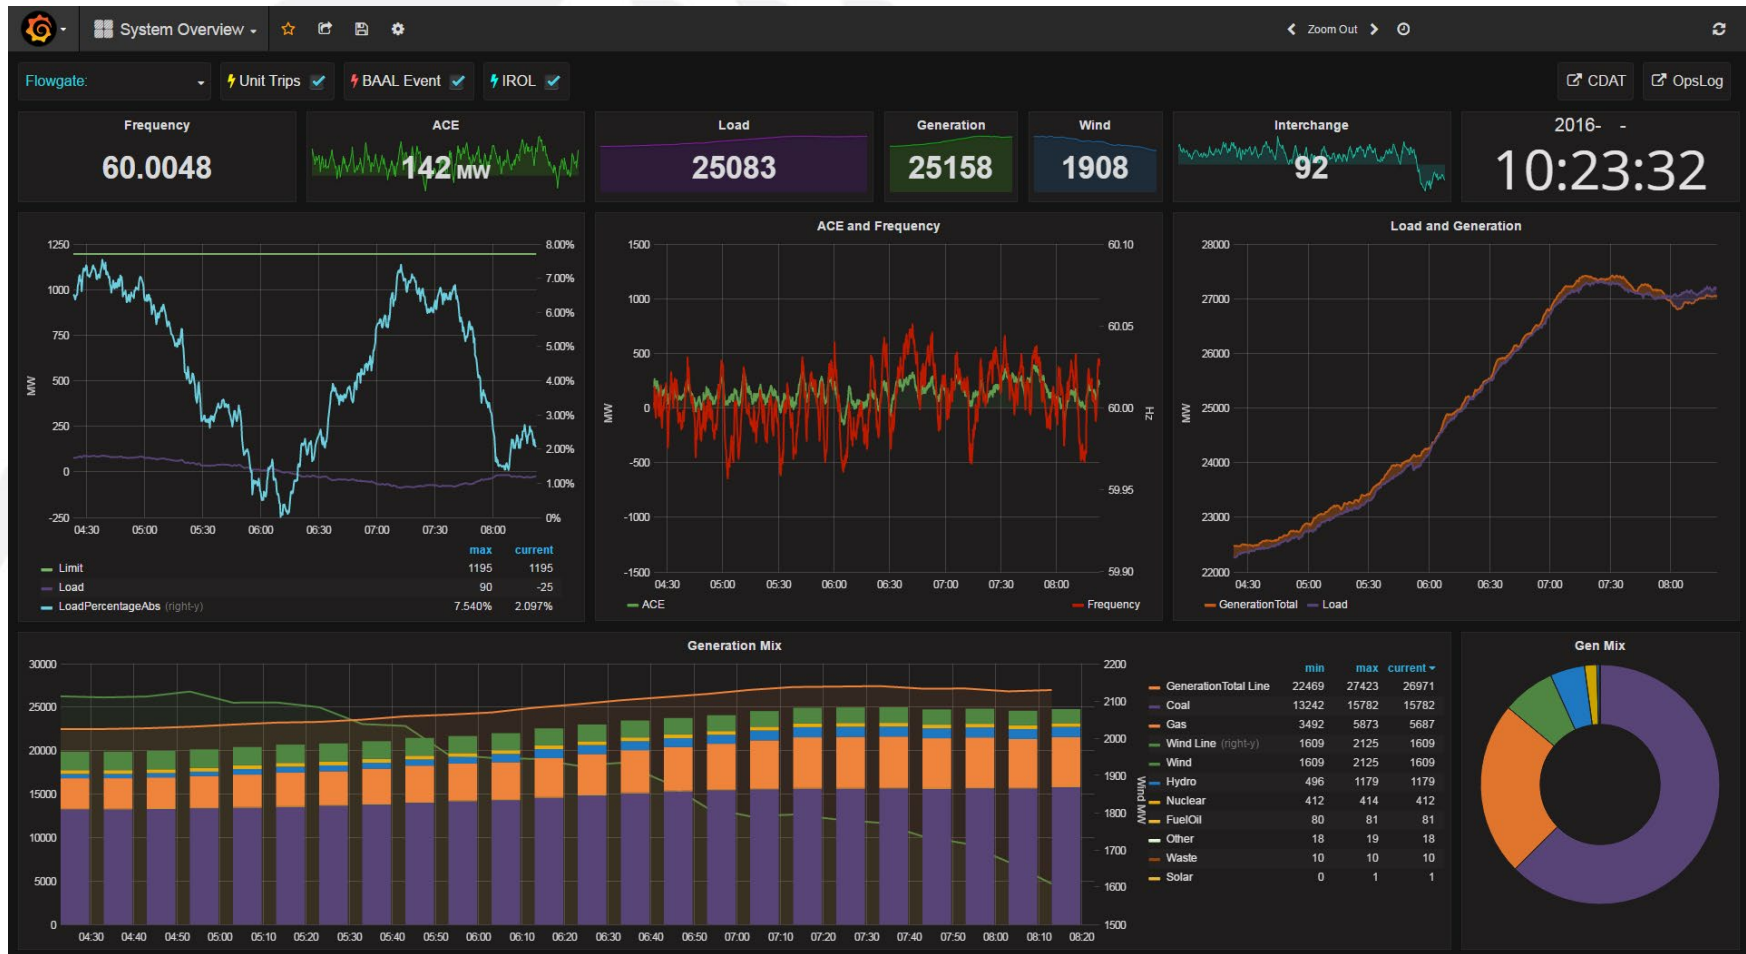 System Overview
Zoom Out
Flowgate:
Unit Trips
BAAL Event
IROL
CDAT
OpsLog
Frequency
60.0048
ACE
142 MW
Load
25083
Generation
25158
Wind
1908
Interchange
92
2016- -
10:23:32
1250
1000
750
500
250
0
-250
MW
8.00%
7.00%
6.00%
5.00%
4.00%
3.00%
2.00%
1.00%
0%
04:30 05:00 05:30 06:00 06:30 07:00 07:30 08:00
max current
Limit 1195 1195
Load 90 -25
LoadPercentageAbs (right-y) 7.540% 2.097%
ACE and Frequency
1500
1000
500
0
-500
-1000
-1500
MW
60.10
60.05
60.00
59.95
59.90
Hz
04:30 05:00 05:30 06:00 06:30 07:00 07:30 08:00
ACE
Frequency
Load and Generation
28000
27000
26000
25000
24000
23000
22000
MW
04:30 05:00 05:30 06:00 06:30 07:00 07:30 08:00
GenerationTotal Load
Generation Mix
30000
25000
20000
15000
10000
5000
0
2200
2100
2000
1900
1800
1700
1600
1500
Wind MW
04:30 04:40 04:50 05:00 05:10 05:20 05:30 05:40 05:50 06:00 06:10 06:20 06:30 06:40 06:50 07:00 07:10 07:20 07:30 07:40 07:50 08:00 08:10 08:20
min max current
GenerationTotal Line 22469 27423 26971
Coal 13242 15782 15782
Gas 3492 5873 5687
Wind Line (right-y) 1609 2125 1609
Wind 1609 2125 1609
Hydro 496 1179 1179
Nuclear 412 414 412
FuelOil 80 81 81
Other 18 19 18
Waste 10 10 10
Solar 0 1 1
Gen Mix